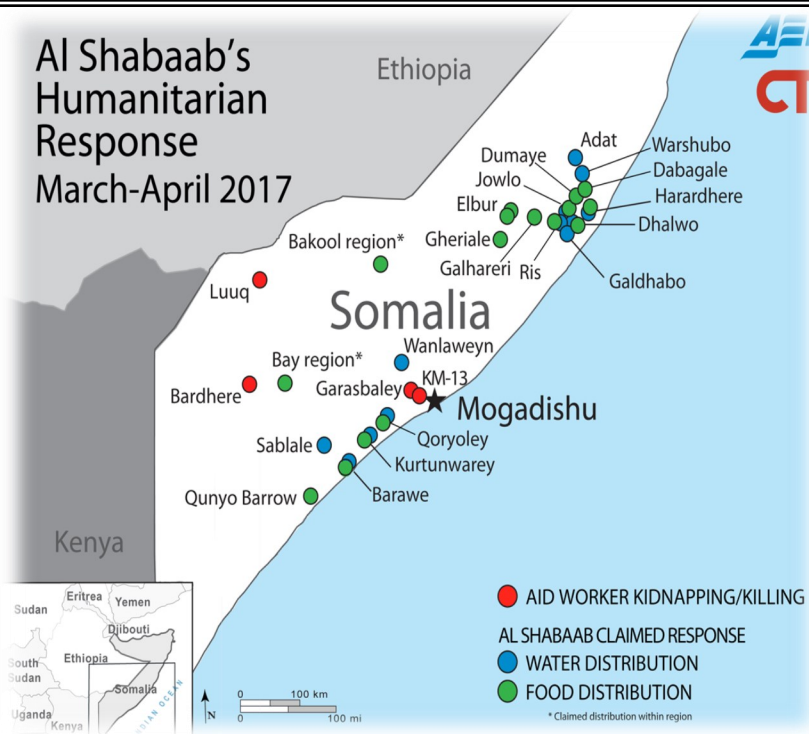 Al Shabaab's
Humanitarian
Response
March-April 2017
Ethiopia
Adat
Warshubo
Dumaye
Dabagale
Jowlo
Harardhere
Elbur
Dhalwo
Gheriale
Galhareri
Ris
Galdhabo
Bakool region*
Luuq
Somalia
Wanlaweyn
Bay region*
KM-13
Garasbaley
Bardhere
Mogadishu
Qoryoley
Sablale
Kurtunwarey
Barawe
Qunyo Barrow
Kenya
AID WORKER KIDNAPPING/KILLING
AL SHABAAB CLAIMED RESPONSE
WATER DISTRIBUTION
FOOD DISTRIBUTION
* Claimed distribution within region
Eritrea
Yemen
Sudan
Djibouti
Ethiopia
South
Sudan
Somalia
Uganda
Kenya
OCEAN
N
0 100 km
0 100 mi